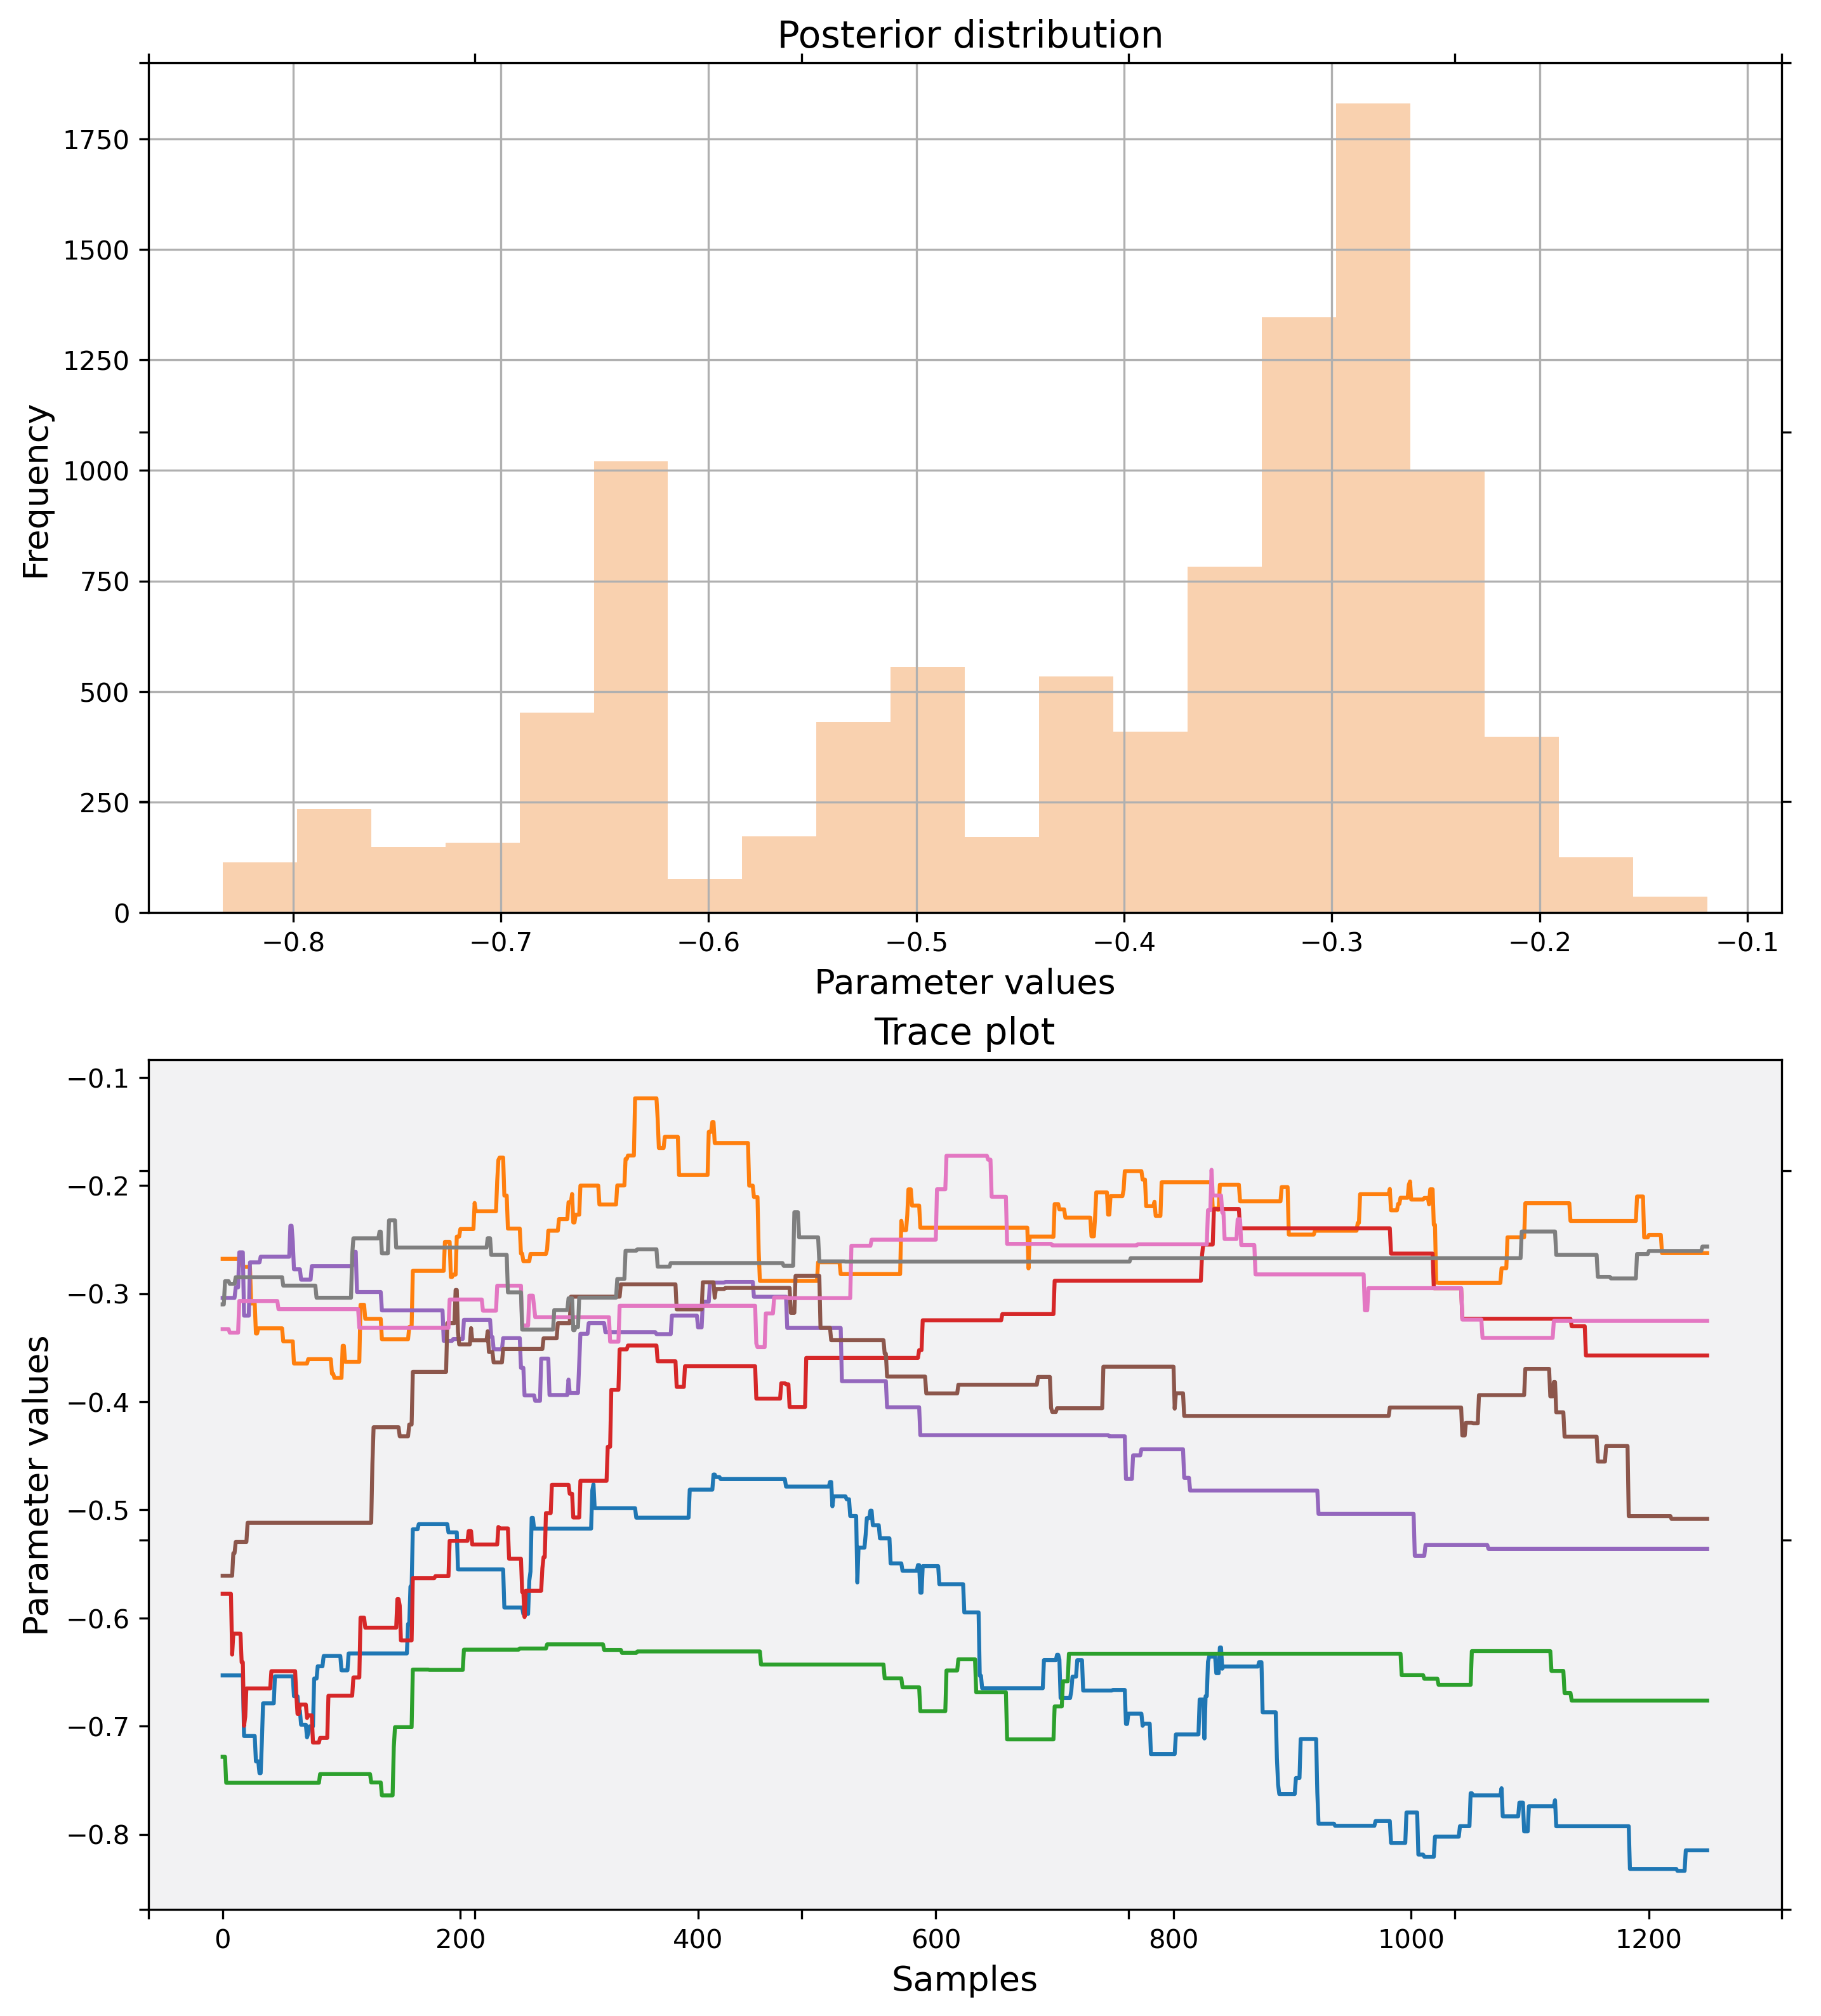 Posterior distribution
1750
1500
1250
1000
750
500
250
0
Frequency
−0.8 −0.7 −0.6 −0.5 −0.4 −0.3 −0.2 −0.1
Parameter values
Trace plot
−0.1
−0.2
−0.3
−0.4
−0.5
−0.6
−0.7
−0.8
Parameter values
0 200 400 600 800 1000 1200
Samples